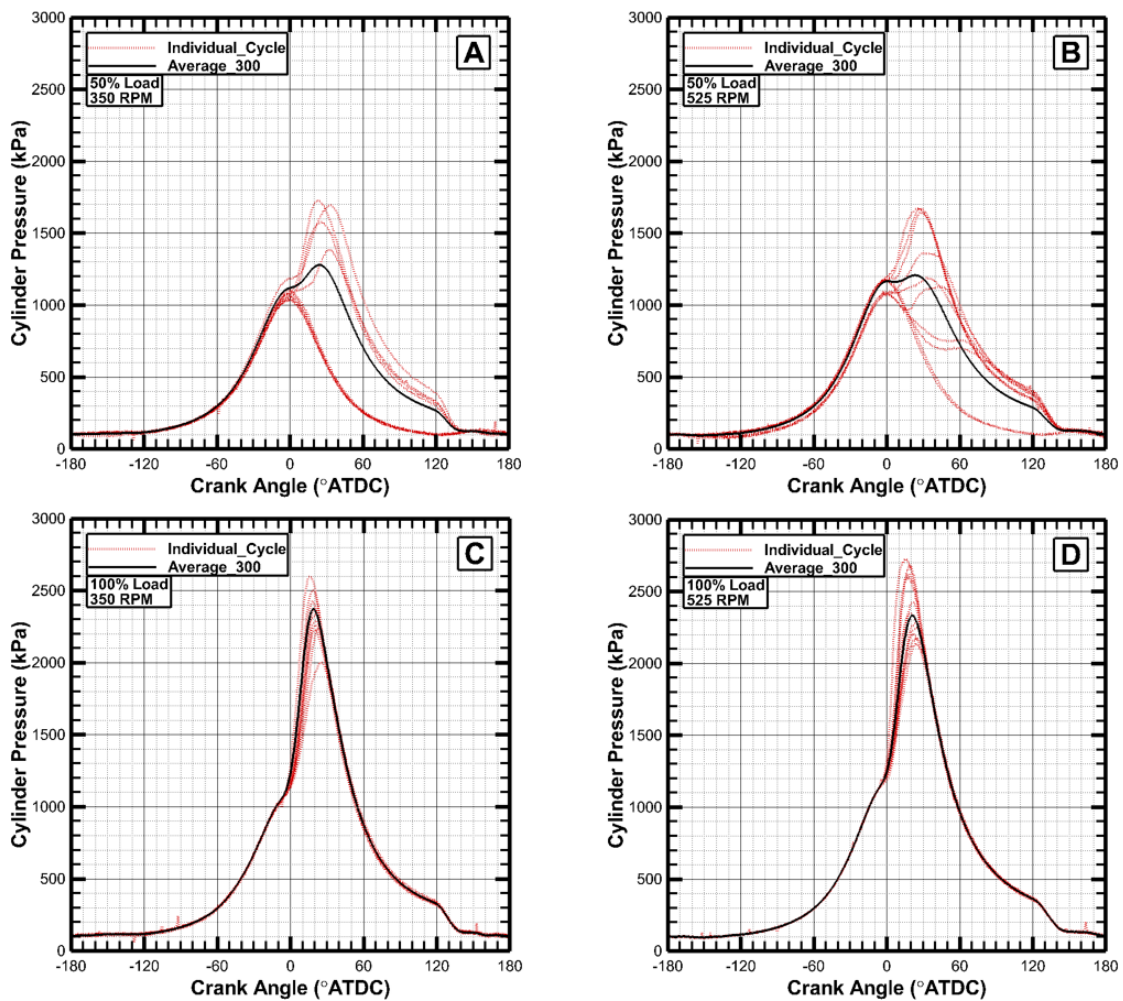 3000
2500
2000
1500
1000
500
0
Cylinder Pressure (kPa)
Individual_Cycle
Average_300
50% Load
350 RPM
A
-180 -120 -60 0 60 120 180
Crank Angle (°ATDC)
3000
2500
2000
1500
1000
500
0
Cylinder Pressure (kPa)
Individual_Cycle
Average_300
50% Load
525 RPM
B
-180 -120 -60 0 60 120 180
Crank Angle (°ATDC)
3000
2500
2000
1500
1000
500
0
Cylinder Pressure (kPa)
Individual_Cycle
Average_300
100% Load
350 RPM
C
-180 -120 -60 0 60 120 180
Crank Angle (°ATDC)
3000
2500
2000
1500
1000
500
0
Cylinder Pressure (kPa)
Individual_Cycle
Average_300
100% Load
525 RPM
D
-180 -120 -60 0 60 120 180
Crank Angle (°ATDC)